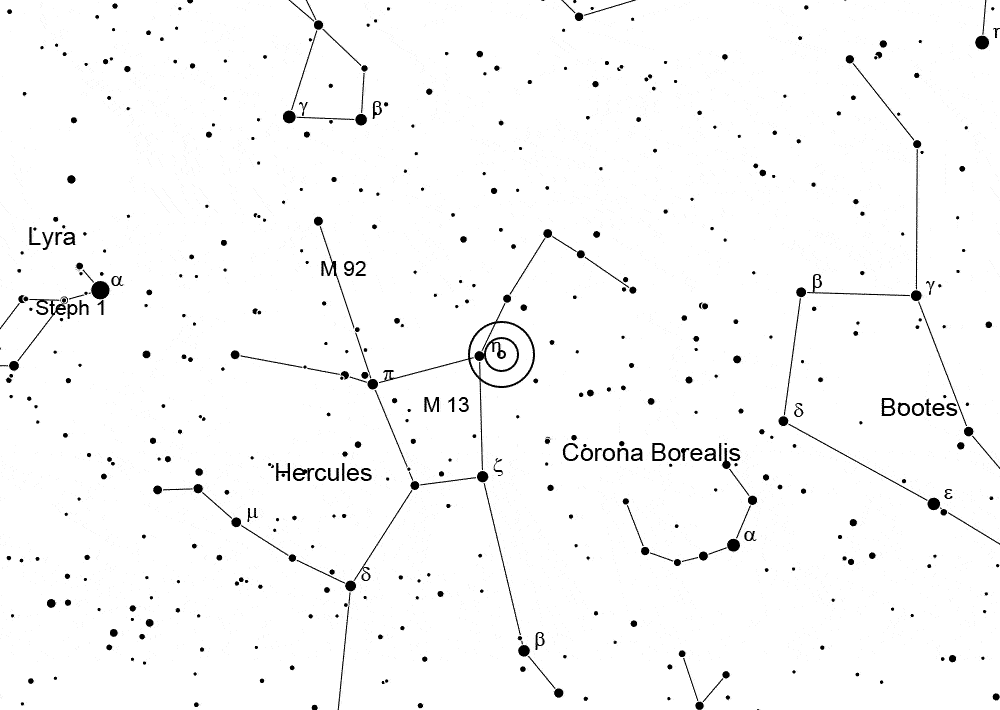 η
γ
β
Lyra
α
M 92
Steph 1
β
γ
η
π
M 13
Bootes
δ
Corona Borealis
Hercules
ζ
ε
μ
α
δ
β